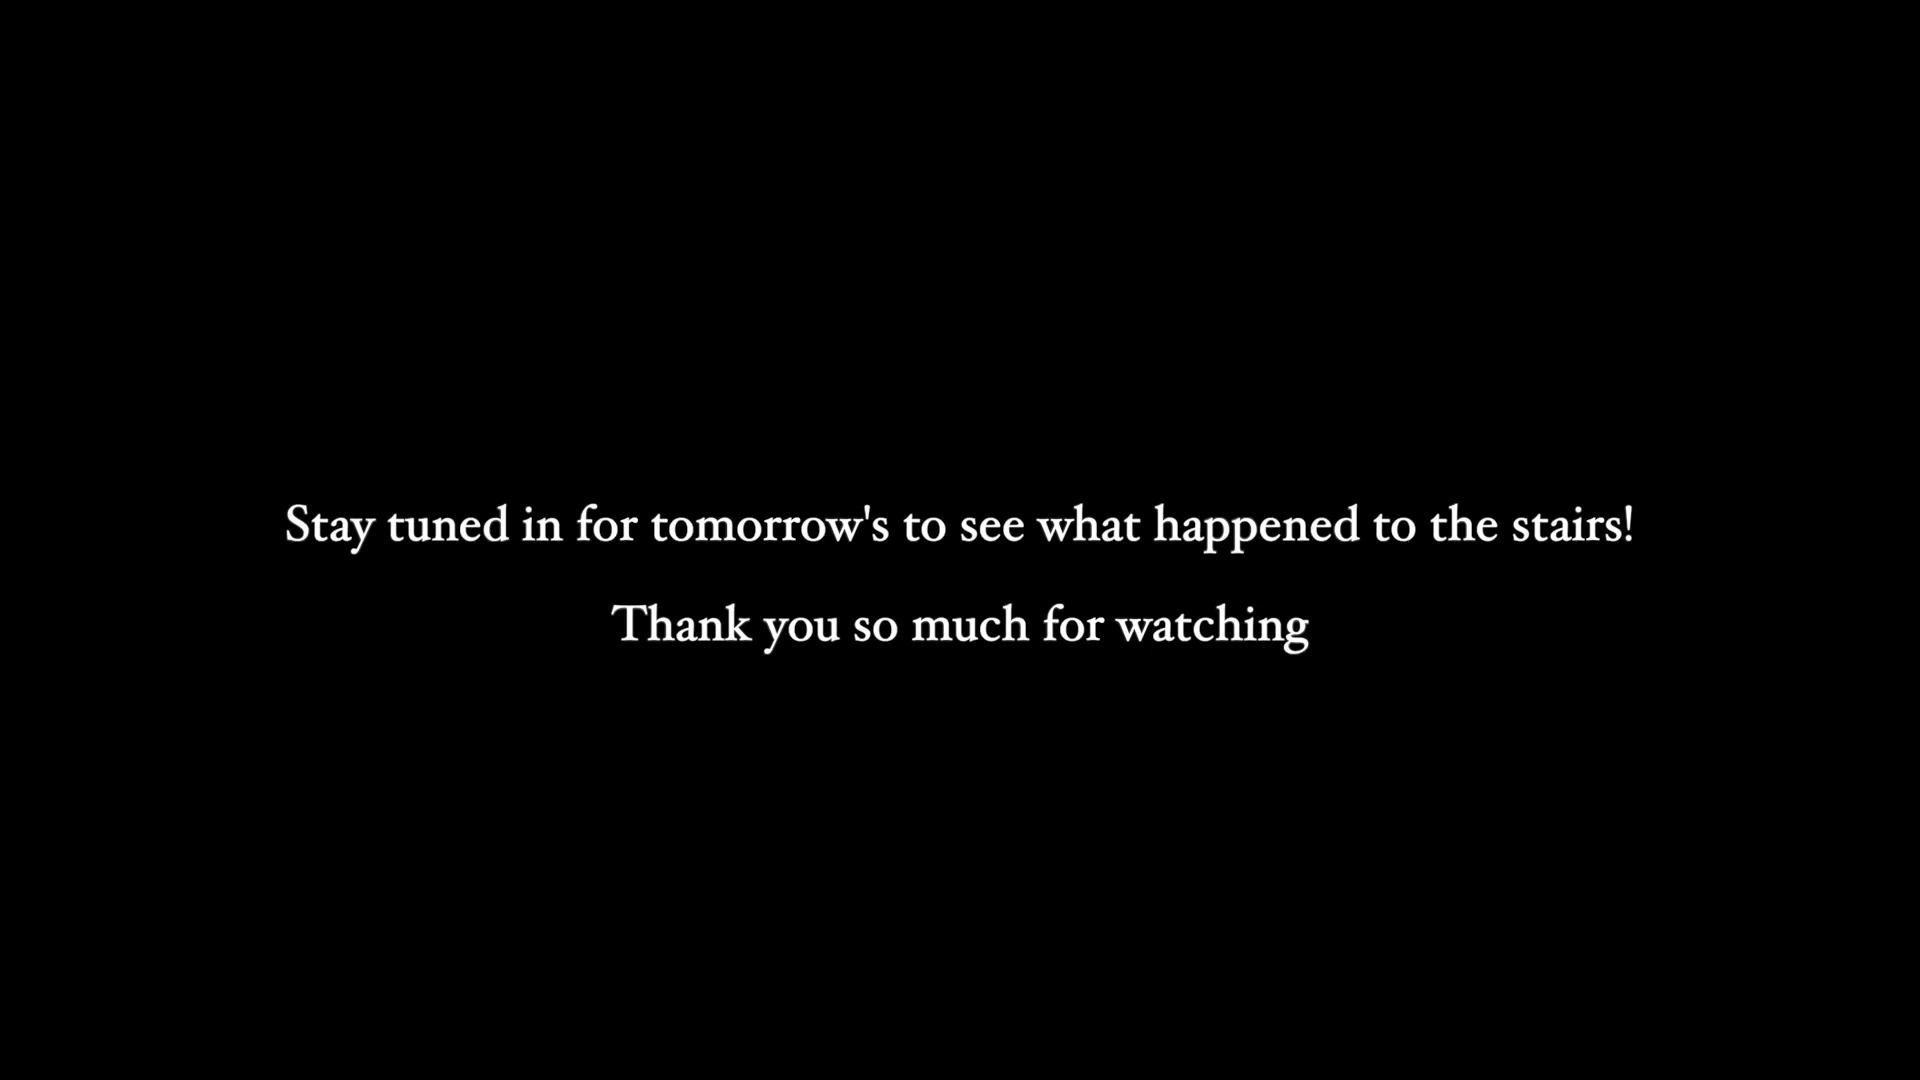 Stay tuned in for tomorrow's to see what happened to the stairs!
Thank you so much for watching